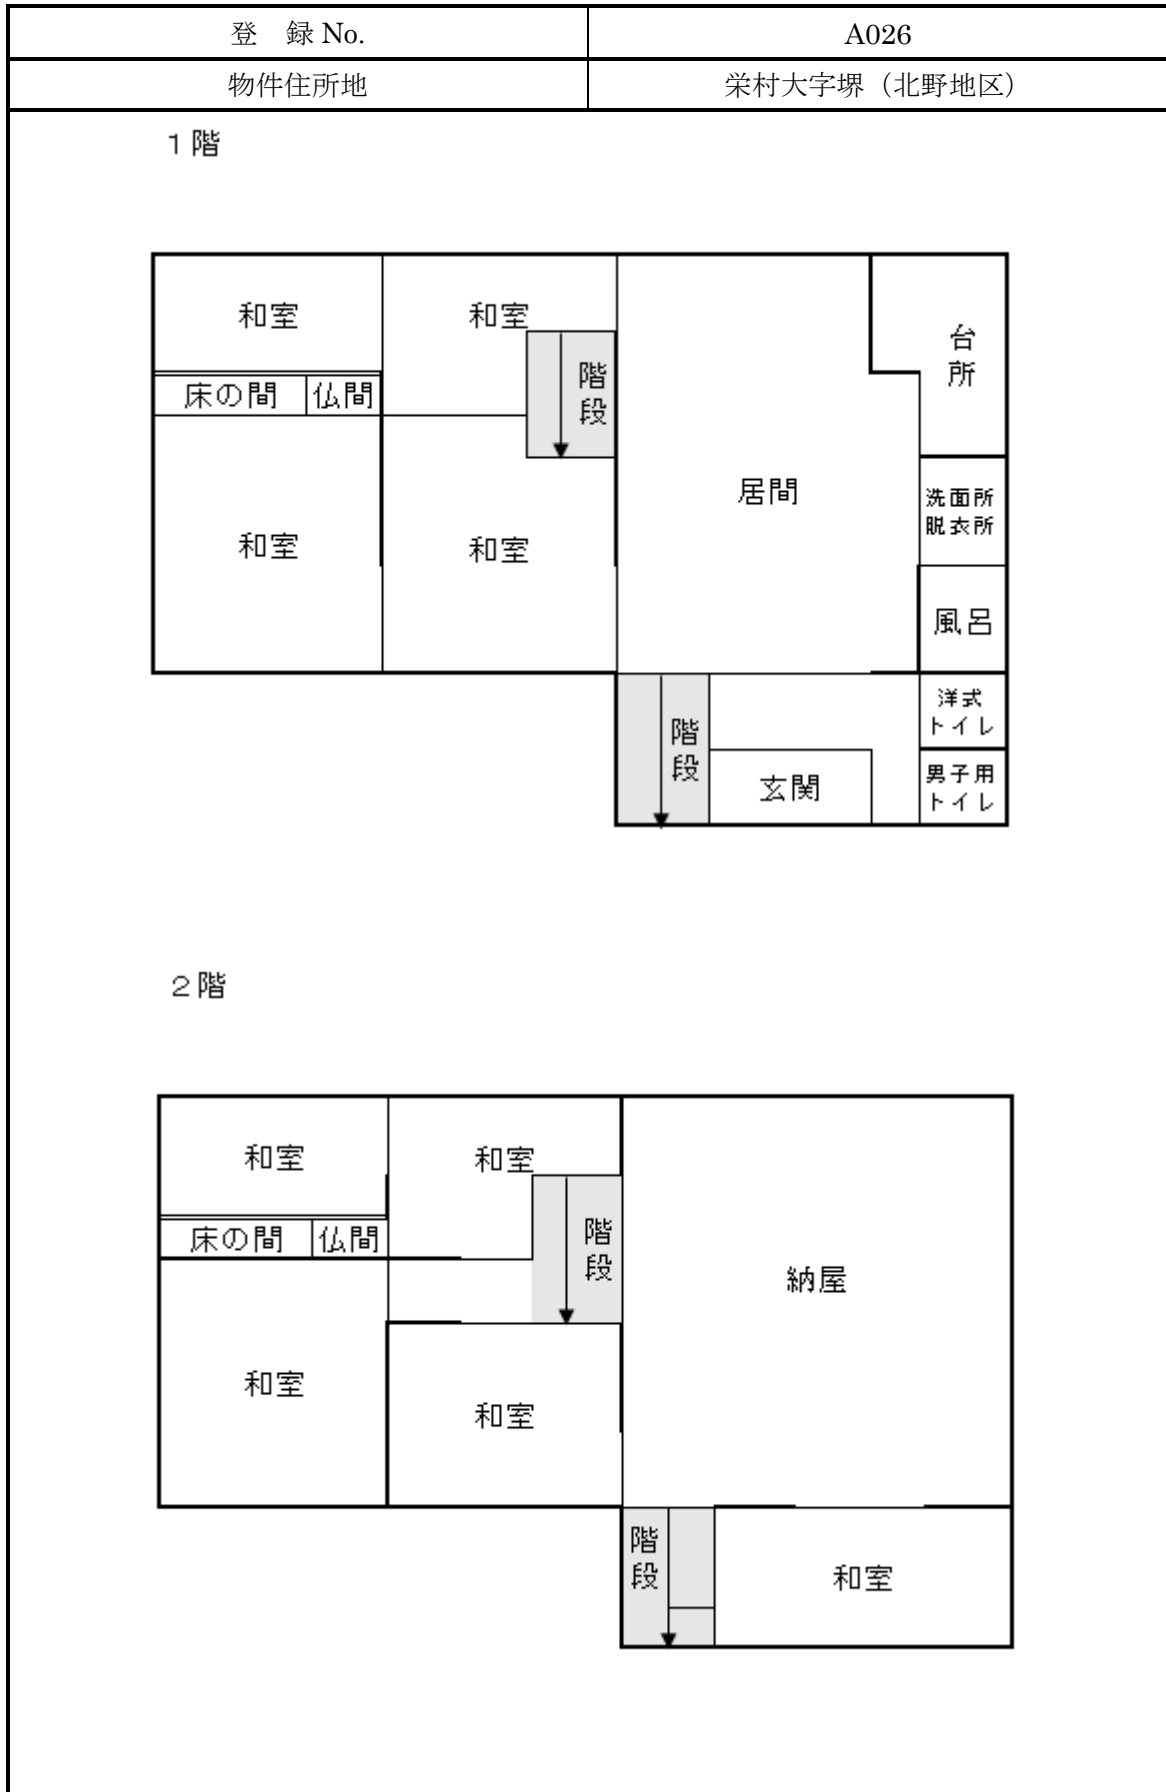 登　録 No.
A026
物件住所地
栄村大字堺（北野地区）
１階
和室
和室
台所
階段
床の間
仏間
居間
洗面所
脱衣所
和室
和室
風呂
洋式
トイレ
階段
玄関
男子用
トイレ
２階
和室
和室
階段
床の間
仏間
納屋
和室
和室
階段
和室